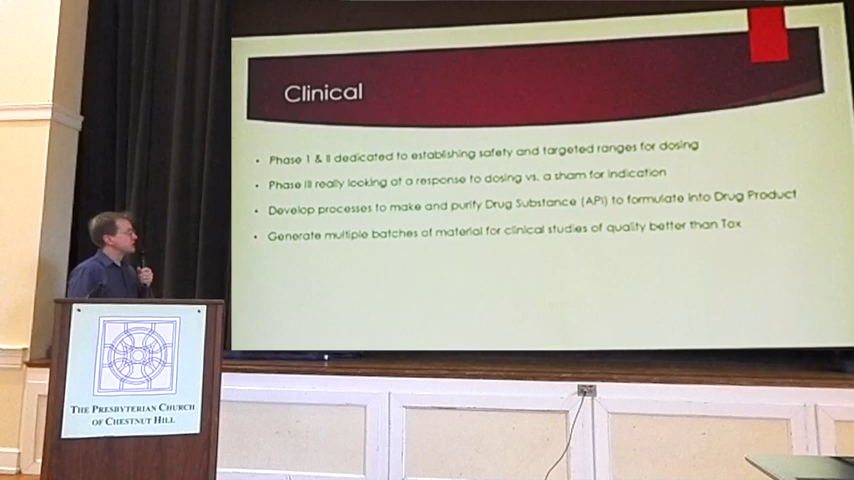 Clinical
• Phase 1 & II dedicated to establishing safety and targeted ranges for dosing
• Phase III really looking at a response to dosing vs. a sham for indication
• Develop processes to make and purify Drug Substance (API) to formulate into Drug Product
• Generate multiple batches of material for clinical studies of quality better than Tox
THE PRESBYTERIAN CHURCH
OF CHESTNUT HILL